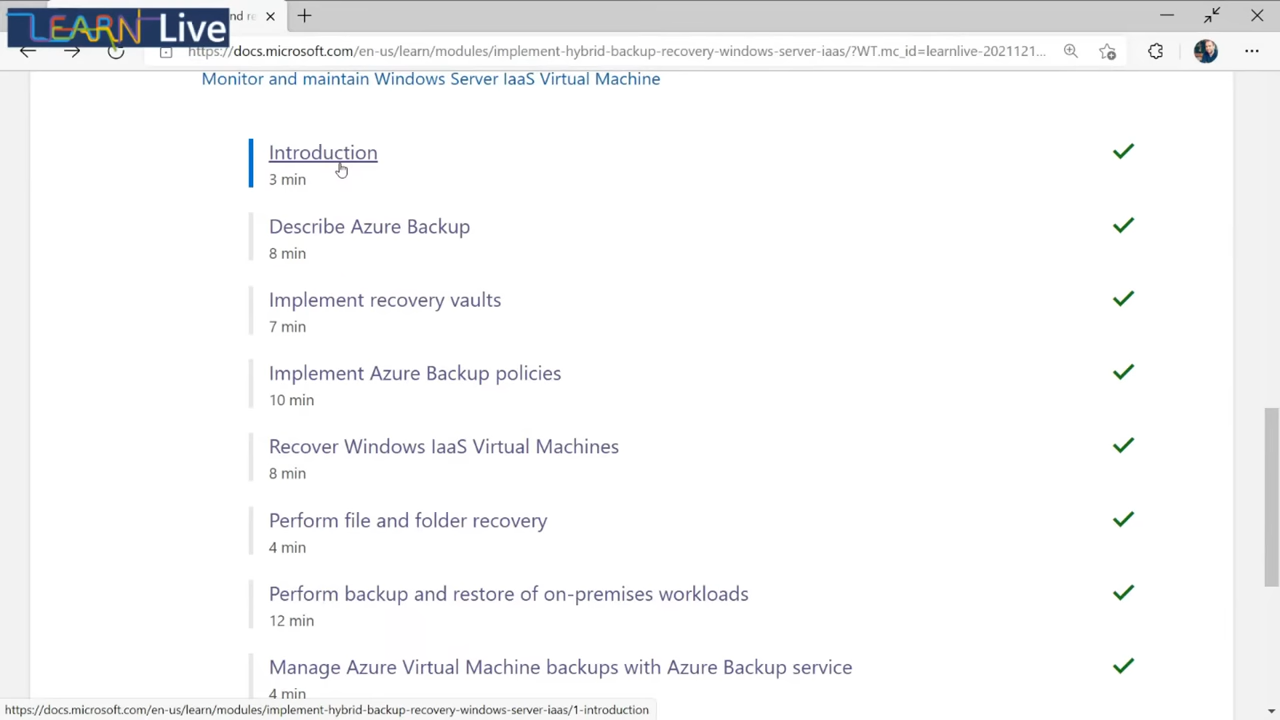 LEARN Live
nd re
https://docs.microsoft.com/en-us/learn/modules/implement-hybrid-backup-recovery-windows-server-iaas/?WT.mc_id=learnlive-2021121...
Monitor and maintain Windows Server IaaS Virtual Machine
Introduction
3 min
Describe Azure Backup
8 min
Implement recovery vaults
7 min
Implement Azure Backup policies
10 min
Recover Windows IaaS Virtual Machines
8 min
Perform file and folder recovery
4 min
Perform backup and restore of on-premises workloads
12 min
Manage Azure Virtual Machine backups with Azure Backup service
4 min
https://docs.microsoft.com/en-us/learn/modules/implement-hybrid-backup-recovery-windows-server-iaas/1-introduction